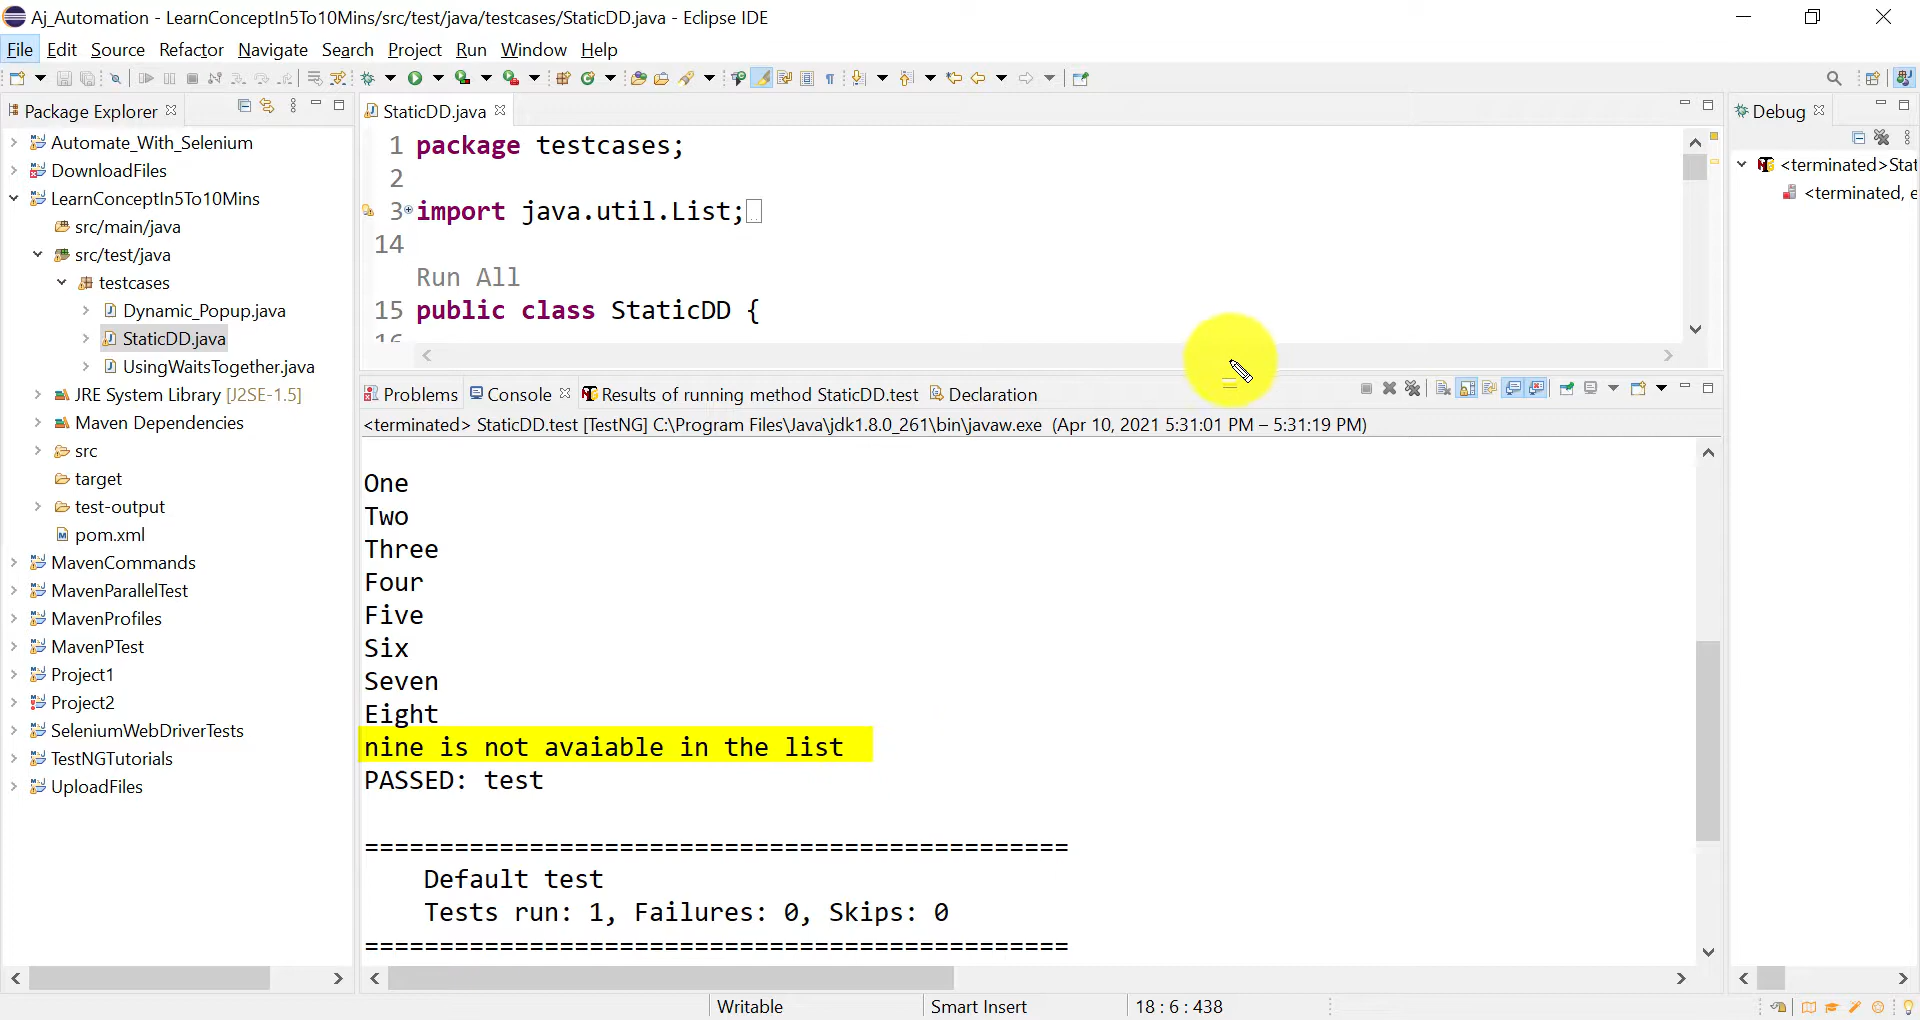 Aj_Automation - LearnConceptIn5To10Mins/src/test/java/testcases/StaticDD.java - Eclipse IDE
File Edit Source Refactor Navigate Search Project Run Window Help
Package Explorer
Automate_With_Selenium
DownloadFiles
LearnConceptIn5To10Mins
src/main/java
src/test/java
testcases
Dynamic_Popup.java
StaticDD.java
UsingWaitsTogether.java
JRE System Library [J2SE-1.5]
Maven Dependencies
src
target
test-output
pom.xml
MavenCommands
MavenParallelTest
MavenProfiles
MavenPTest
Project1
Project2
SeleniumWebDriverTests
TestNGTutorials
UploadFiles
StaticDD.java
1 package testcases;
2
3 import java.util.List;
14
Run All
15 public class StaticDD {
16
Problems Console Results of running method StaticDD.test Declaration
<terminated> StaticDD.test [TestNG] C:\Program Files\Java\jdk1.8.0_261\bin\javaw.exe (Apr 10, 2021 5:31:01 PM – 5:31:19 PM)
One
Two
Three
Four
Five
Six
Seven
Eight
nine is not avaiable in the list
PASSED: test
===============================================
Default test
Tests run: 1, Failures: 0, Skips: 0
===============================================
Debug
<terminated>Stat
<terminated, e
Writable Smart Insert 18 : 6 : 438